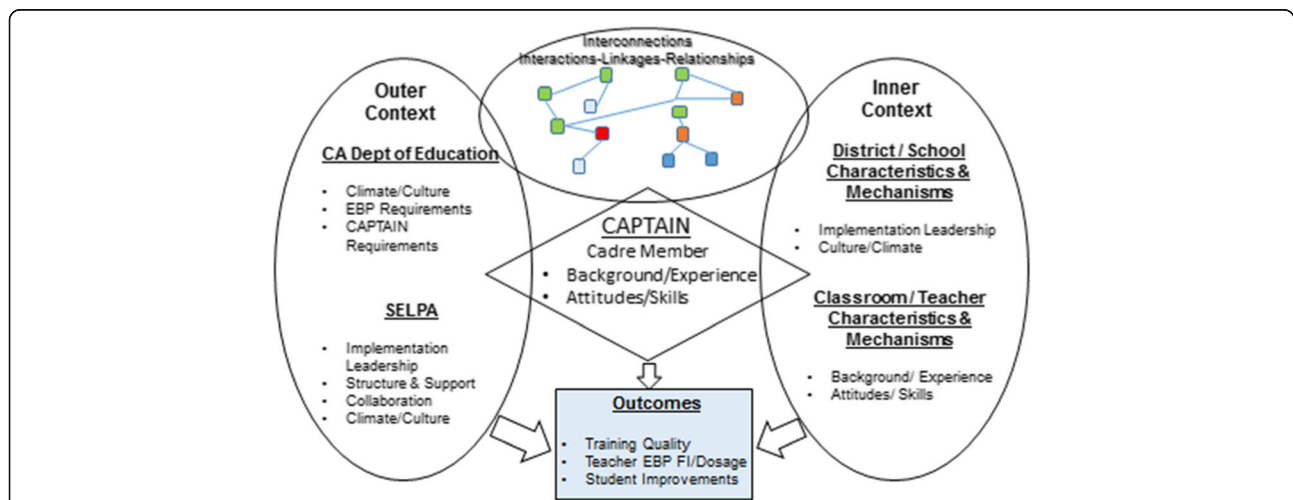 Interconnections
Interactions-Linkages-Relationships
Outer
Context
CA Dept of Education
• Climate/Culture
• EBP Requirements
• CAPTAIN
Requirements
SELPA
• Implementation
Leadership
• Structure & Support
• Collaboration
• Climate/Culture
CAPTAIN
Cadre Member
• Background/Experience
• Attitudes/Skills
Inner
Context
District / School
Characteristics &
Mechanisms
• Implementation Leadership
• Culture/Climate
Classroom / Teacher
Characteristics &
Mechanisms
• Background/ Experience
• Attitudes/ Skills
Outcomes
• Training Quality
• Teacher EBP FI/Dosage
• Student Improvements